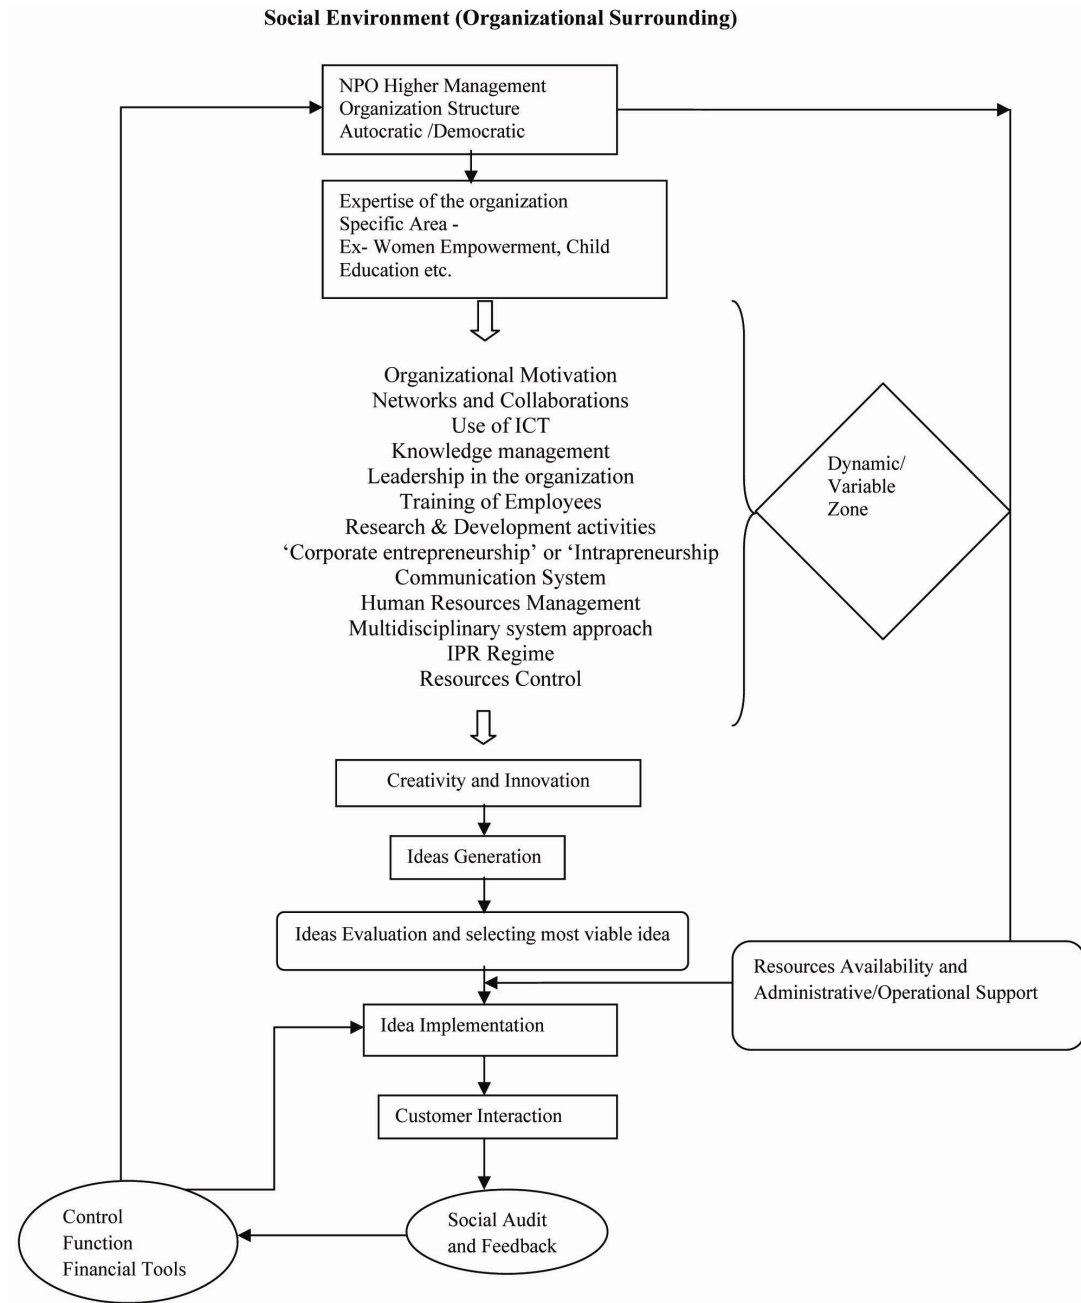 Social Environment (Organizational Surrounding)
NPO Higher Management
Organization Structure
Autocratic /Democratic
Expertise of the organization
Specific Area -
Ex- Women Empowerment, Child
Education etc.
Organizational Motivation
Networks and Collaborations
Use of ICT
Knowledge management
Leadership in the organization
Training of Employees
Research & Development activities
‘Corporate entrepreneurship’ or ‘Intrapreneurship
Communication System
Human Resources Management
Multidisciplinary system approach
IPR Regime
Resources Control
Dynamic/
Variable
Zone
Creativity and Innovation
Ideas Generation
Ideas Evaluation and selecting most viable idea
Resources Availability and
Administrative/Operational Support
Idea Implementation
Customer Interaction
Social Audit
and Feedback
Control
Function
Financial Tools